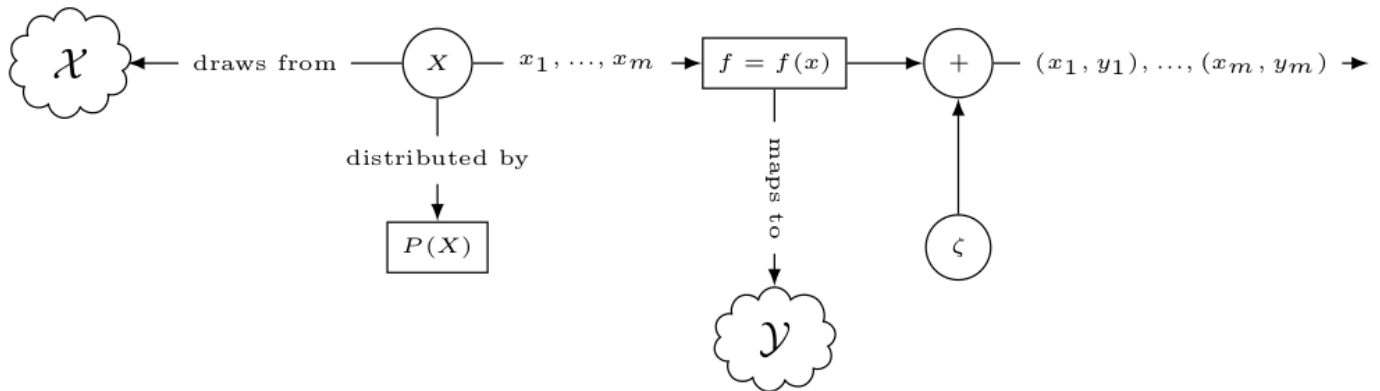 𝒳
draws from
X
x₁, ..., xₘ
f = f(x)
+
(x₁, y₁), ..., (xₘ, yₘ)
distributed by
maps to
P(X)
ζ
𝒴